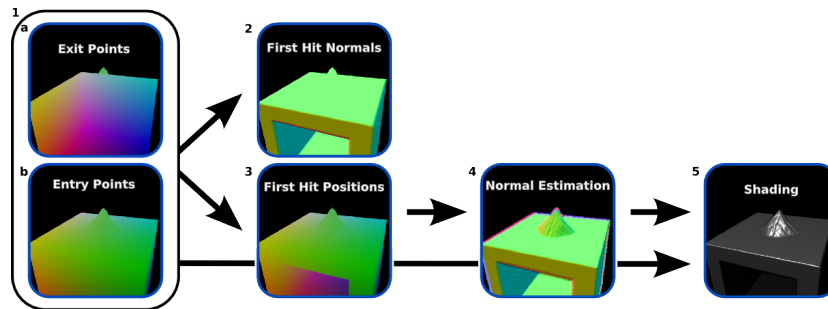 1
a
Exit Points
2
First Hit Normals
b
Entry Points
3
First Hit Positions
4
Normal Estimation
5
Shading